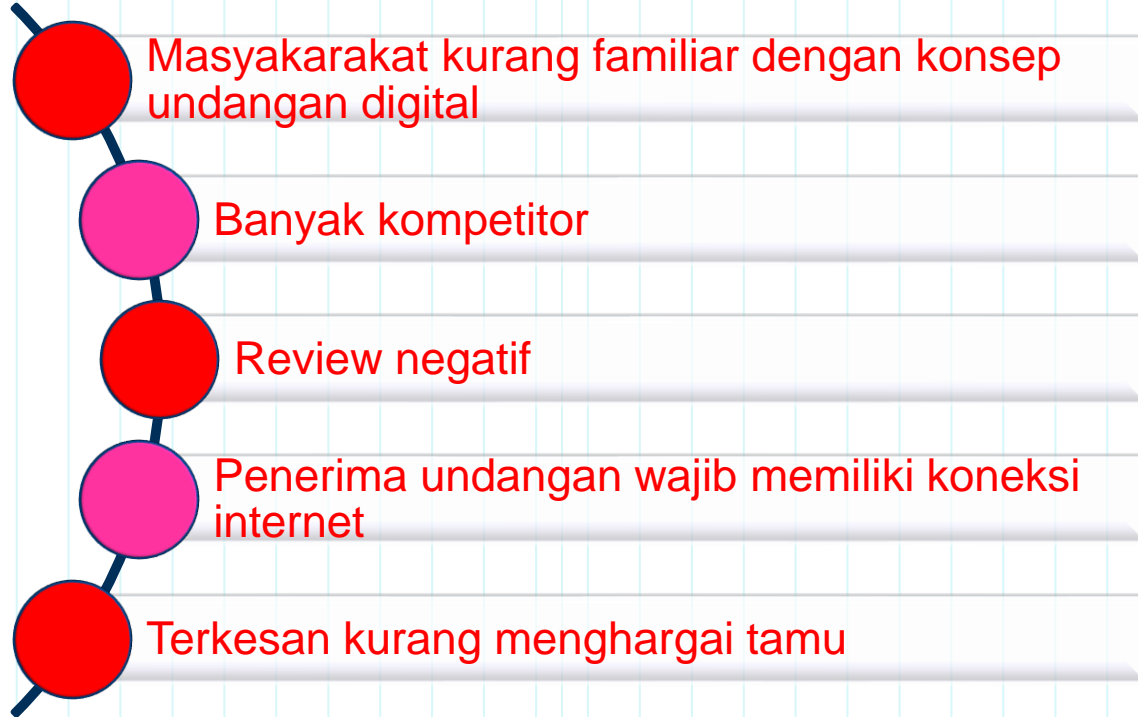 Masyakarakat kurang familiar dengan konsep
undangan digital
Banyak kompetitor
Review negatif
Penerima undangan wajib memiliki koneksi
internet
Terkesan kurang menghargai tamu